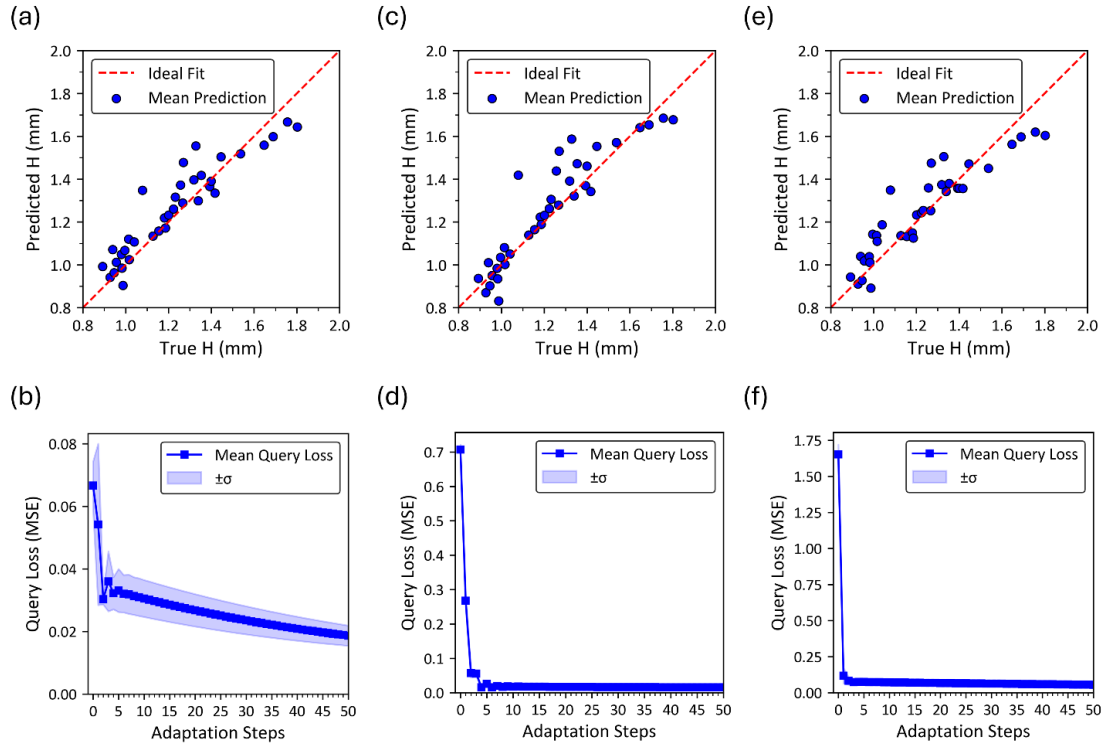 (a)
2.0
1.8
1.6
1.4
1.2
1.0
0.8
Predicted H (mm)
Ideal Fit
Mean Prediction
0.8 1.0 1.2 1.4 1.6 1.8 2.0
True H (mm)
(c)
2.0
1.8
1.6
1.4
1.2
1.0
0.8
Predicted H (mm)
Ideal Fit
Mean Prediction
0.8 1.0 1.2 1.4 1.6 1.8 2.0
True H (mm)
(e)
2.0
1.8
1.6
1.4
1.2
1.0
0.8
Predicted H (mm)
Ideal Fit
Mean Prediction
0.8 1.0 1.2 1.4 1.6 1.8 2.0
True H (mm)
(b)
0.08
0.06
0.04
0.02
0.00
Query Loss (MSE)
Mean Query Loss
±σ
0 5 10 15 20 25 30 35 40 45 50
Adaptation Steps
(d)
0.7
0.6
0.5
0.4
0.3
0.2
0.1
0.0
Query Loss (MSE)
Mean Query Loss
±σ
0 5 10 15 20 25 30 35 40 45 50
Adaptation Steps
(f)
1.75
1.50
1.25
1.00
0.75
0.50
0.25
0.00
Query Loss (MSE)
Mean Query Loss
±σ
0 5 10 15 20 25 30 35 40 45 50
Adaptation Steps